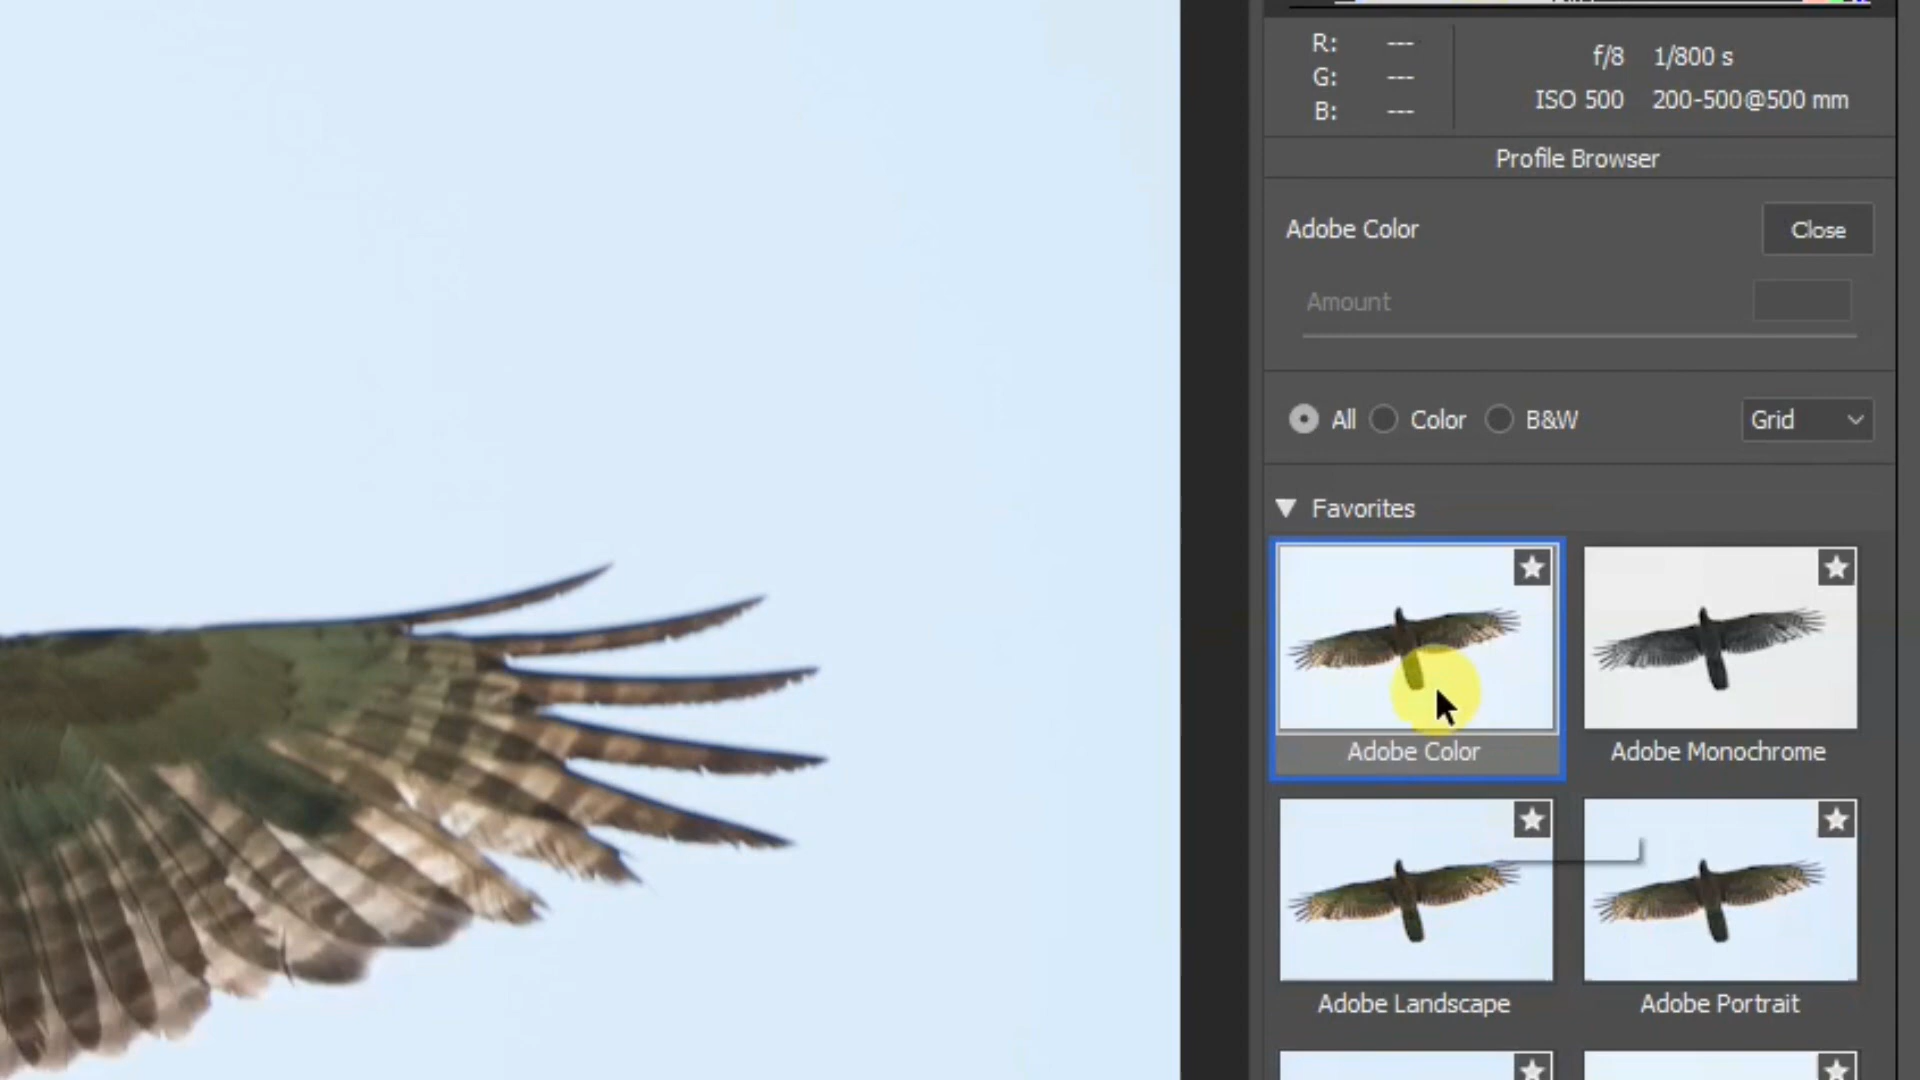 R: ---
G: ---
B: ---
f/8 1/800 s
ISO 500 200-500@500 mm
Profile Browser
Adobe Color
Close
Amount
All Color B&W
Grid
Favorites
Adobe Color
Adobe Monochrome
Adobe Landscape
Adobe Portrait